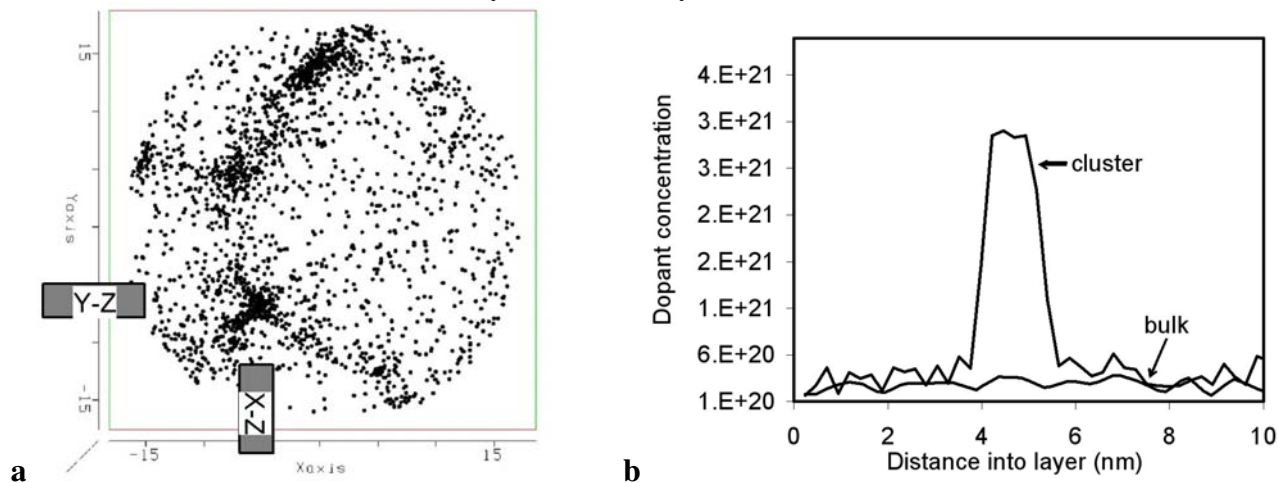 15
Yaxis
Y-Z
-15
X-Z
-15
15
Xaxis
a
4.E+21
3.E+21
3.E+21
2.E+21
2.E+21
1.E+21
6.E+20
1.E+20
Dopant concentration
cluster
bulk
0
2
4
6
8
10
Distance into layer (nm)
b